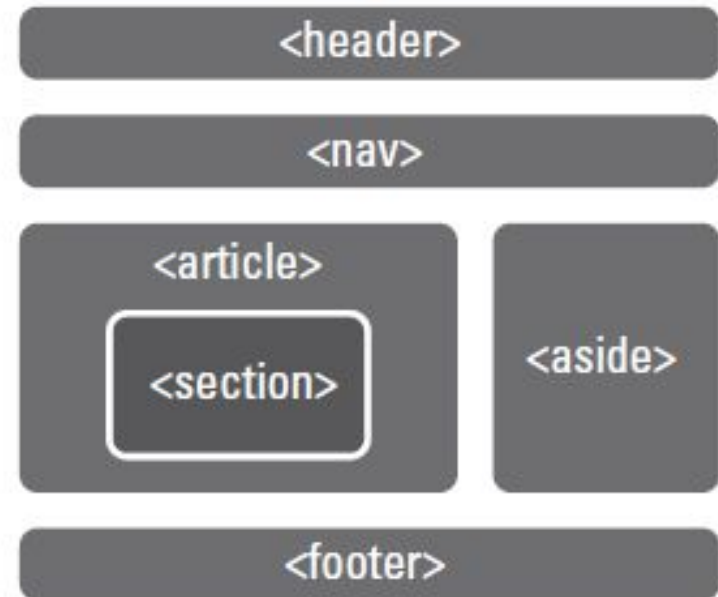 <header>
<nav>
<article>
<section>
<aside>
<footer>